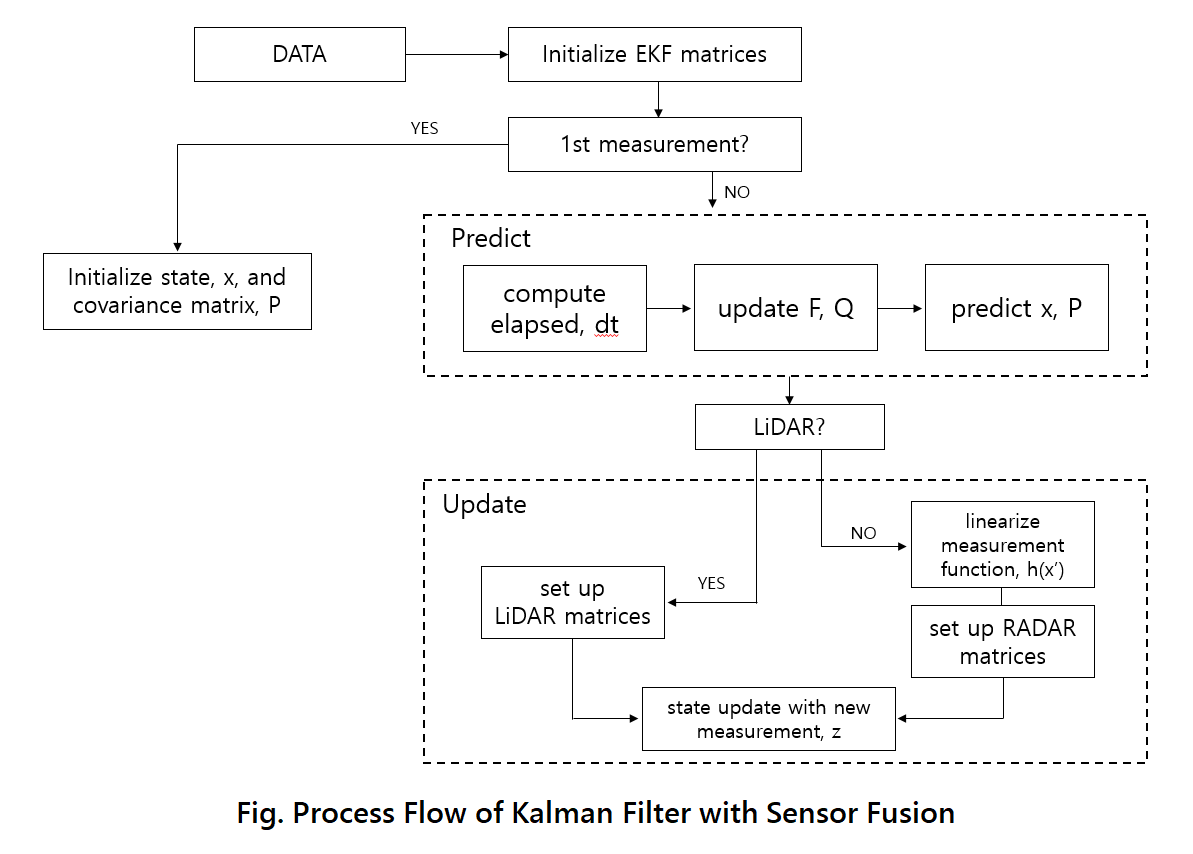 DATA
Initialize EKF matrices
1st measurement?
YES
NO
Initialize state, x, and
covariance matrix, P
Predict
compute
elapsed, dt
update F, Q
predict x, P
LiDAR?
Update
NO
linearize
measurement
function, h(x’)
YES
set up
LiDAR matrices
set up RADAR
matrices
state update with new
measurement, z
Fig. Process Flow of Kalman Filter with Sensor Fusion